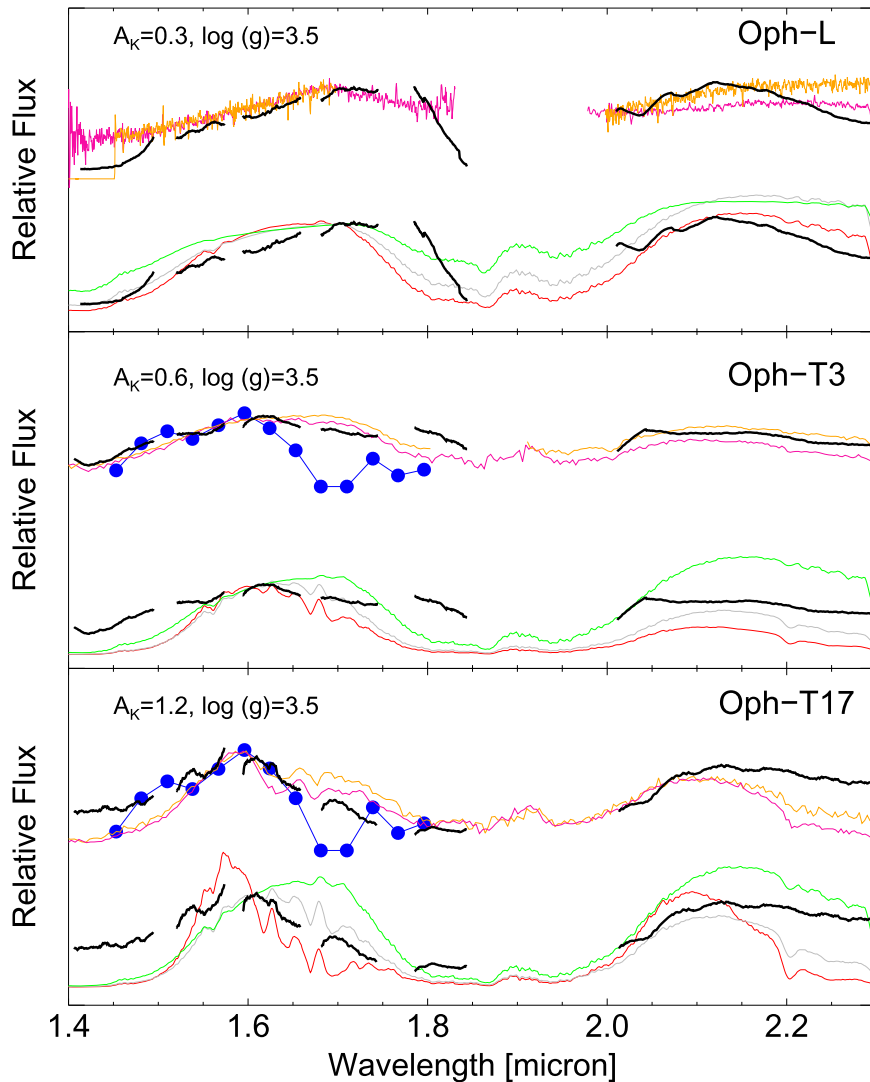 A_K=0.3, log (g)=3.5
Oph−L
Relative Flux
A_K=0.6, log (g)=3.5
Oph−T3
Relative Flux
A_K=1.2, log (g)=3.5
Oph−T17
Relative Flux
1.4 1.6 1.8 2.0 2.2
Wavelength [micron]